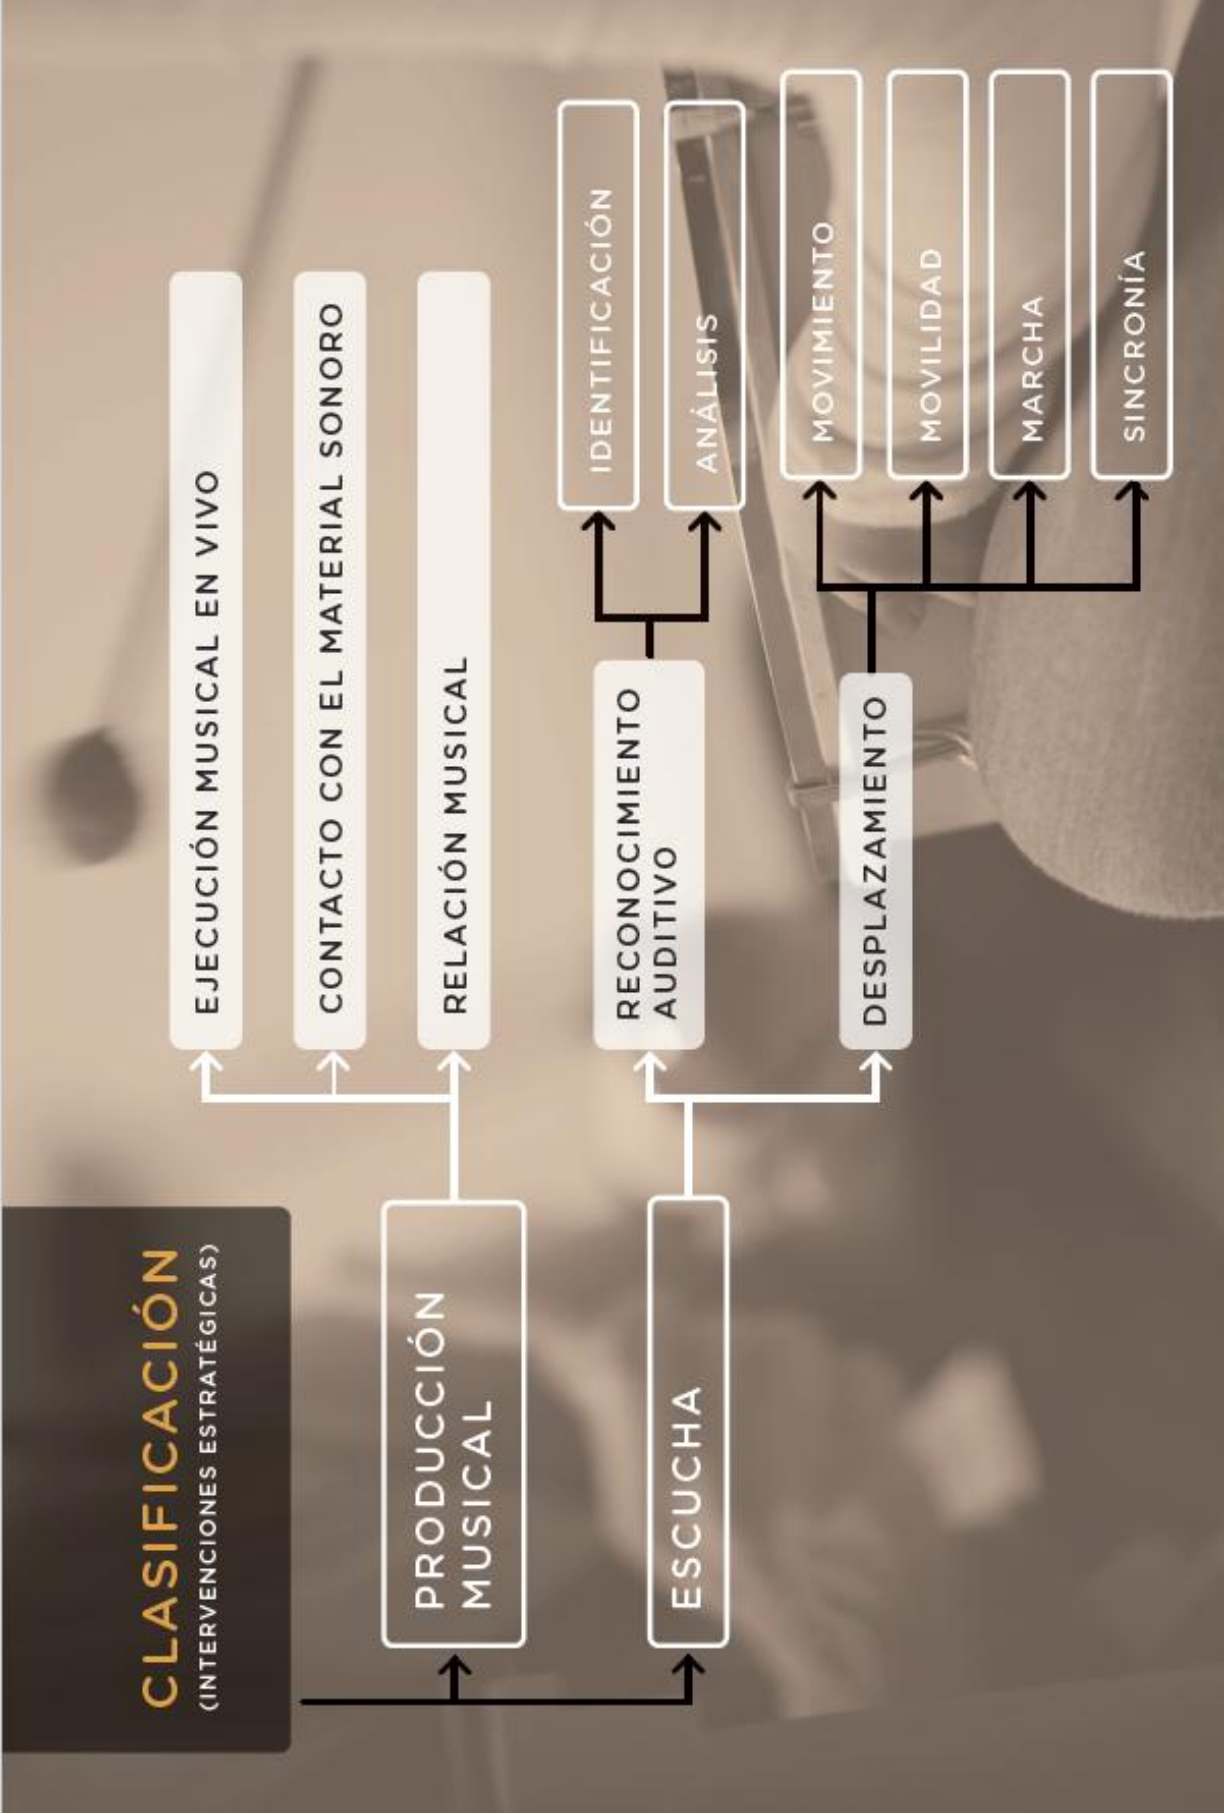 CLASIFICACIÓN
(INTERVENCIONES ESTRATÉGICAS)
PRODUCCIÓN
MUSICAL
EJECUCIÓN MUSICAL EN VIVO
CONTACTO CON EL MATERIAL SONORO
RELACIÓN MUSICAL
ESCUCHA
RECONOCIMIENTO
AUDITIVO
IDENTIFICACIÓN
ANÁLISIS
DESPLAZAMIENTO
MOVIMIENTO
MOVILIDAD
MARCHA
SINCRONÍA